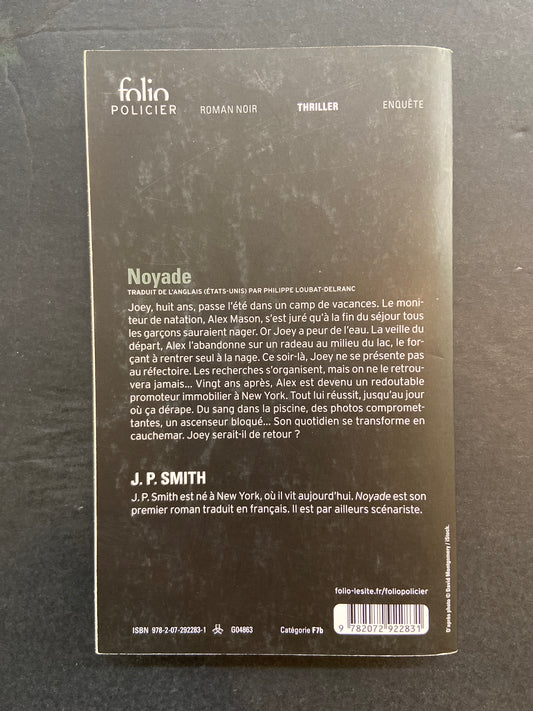 folio
POLICIER
ROMAN NOIR THRILLER ENQUÊTE
Noyade
TRADUIT DE L'ANGLAIS (ÉTATS-UNIS) PAR PHILIPPE LOUBAT-DELRANC
Joey, huit ans, passe l'été dans un camp de vacances. Le moni-
teur de natation, Alex Mason, s'est juré qu'à la fin du séjour tous
les garçons sauraient nager. Or Joey a peur de l'eau. La veille du
départ, Alex l'abandonne sur un radeau au milieu du lac, le for-
çant à rentrer seul à la nage. Ce soir-là, Joey ne se présente pas
au réfectoire. Les recherches s'organisent, mais on ne le retrou-
vera jamais... Vingt ans après, Alex est devenu un redoutable
promoteur immobilier à New York. Tout lui réussit, jusqu'au jour
où ça dérape. Du sang dans la piscine, des photos compromet-
tantes, un ascenseur bloqué... Son quotidien se transforme en
cauchemar. Joey serait-il de retour ?
J. P. SMITH
J. P. Smith est né à New York, où il vit aujourd'hui. Noyade est son
premier roman traduit en français. Il est par ailleurs scénariste.
D'après photo © David Montgomery / iStock.
folio-lesite.fr/foliopolicier
ISBN 978-2-07-292283-1 G04863 Catégorie F7b
9 782072 922831